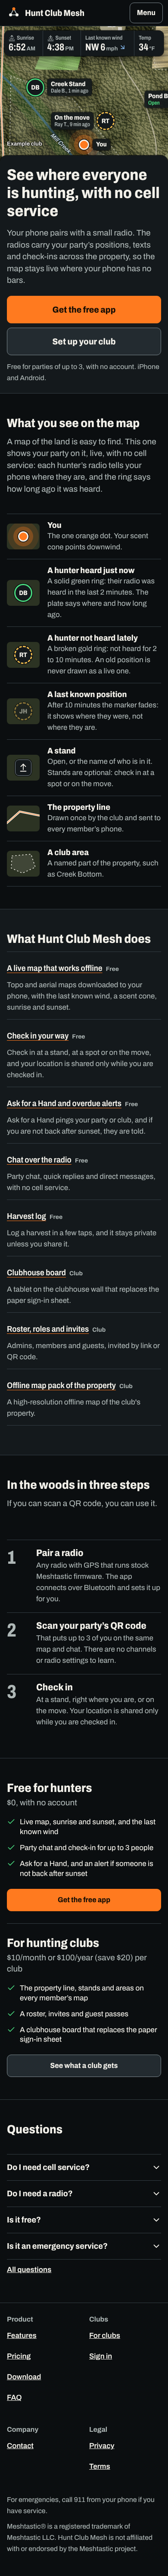 Hunt Club Mesh
Menu
Sunrise
6:52 AM
Sunset
4:38 PM
Last known wind
NW 6 mph
Temp
34 °F
DB
Creek Stand
Dale B., 1 min ago
Pond B
Open
On the move
Ray T., 9 min ago
RT
Mill Creek
You
Example club
See where everyone
is hunting, with no cell
service
Your phone pairs with a small radio. The
radios carry your party's positions, texts
and check-ins across the property, so the
map stays live where your phone has no
bars.
Get the free app
Set up your club
Free for parties of up to 3, with no account. iPhone
and Android.
What you see on the map
A map of the land is easy to find. This one
shows your party on it, live, with no cell
service: each hunter's radio tells your
phone where they are, and the ring says
how long ago it was heard.
You
The one orange dot. Your scent
cone points downwind.
DB
A hunter heard just now
A solid green ring: their radio was
heard in the last 2 minutes. The
plate says where and how long
ago.
RT
A hunter not heard lately
A broken gold ring: not heard for 2
to 10 minutes. An old position is
never drawn as a live one.
JH
A last known position
After 10 minutes the marker fades:
it shows where they were, not
where they are.
A stand
Open, or the name of who is in it.
Stands are optional: check in at a
spot or on the move.
The property line
Drawn once by the club and sent to
every member's phone.
A club area
A named part of the property, such
as Creek Bottom.
What Hunt Club Mesh does
A live map that works offline Free
Topo and aerial maps downloaded to your
phone, with the last known wind, a scent cone,
sunrise and sunset.
Check in your way Free
Check in at a stand, at a spot or on the move,
and your location is shared only while you are
checked in.
Ask for a Hand and overdue alerts Free
Ask for a Hand pings your party or club, and if
you are not back after sunset, they are told.
Chat over the radio Free
Party chat, quick replies and direct messages,
with no cell service.
Harvest log Free
Log a harvest in a few taps, and it stays private
unless you share it.
Clubhouse board Club
A tablet on the clubhouse wall that replaces the
paper sign-in sheet.
Roster, roles and invites Club
Admins, members and guests, invited by link or
QR code.
Offline map pack of the property Club
A high-resolution offline map of the club's
property.
In the woods in three steps
If you can scan a QR code, you can use it.
1
Pair a radio
Any radio with GPS that runs stock
Meshtastic firmware. The app
connects over Bluetooth and sets it up
for you.
2
Scan your party's QR code
That puts up to 3 of you on the same
map and chat. There are no channels
or radio settings to learn.
3
Check in
At a stand, right where you are, or on
the move. Your location is shared only
while you are checked in.
Free for hunters
$0, with no account
Live map, sunrise and sunset, and the last
known wind
Party chat and check-in for up to 3 people
Ask for a Hand, and an alert if someone is
not back after sunset
Get the free app
For hunting clubs
$10/month or $100/year (save $20) per
club
The property line, stands and areas on
every member's map
A roster, invites and guest passes
A clubhouse board that replaces the paper
sign-in sheet
See what a club gets
Questions
Do I need cell service?
Do I need a radio?
Is it free?
Is it an emergency service?
All questions
Product
Clubs
Features
For clubs
Pricing
Sign in
Download
FAQ
Company
Legal
Contact
Privacy
Terms
For emergencies, call 911 from your phone if you
have service.
Meshtastic® is a registered trademark of
Meshtastic LLC. Hunt Club Mesh is not affiliated
with or endorsed by the Meshtastic project.